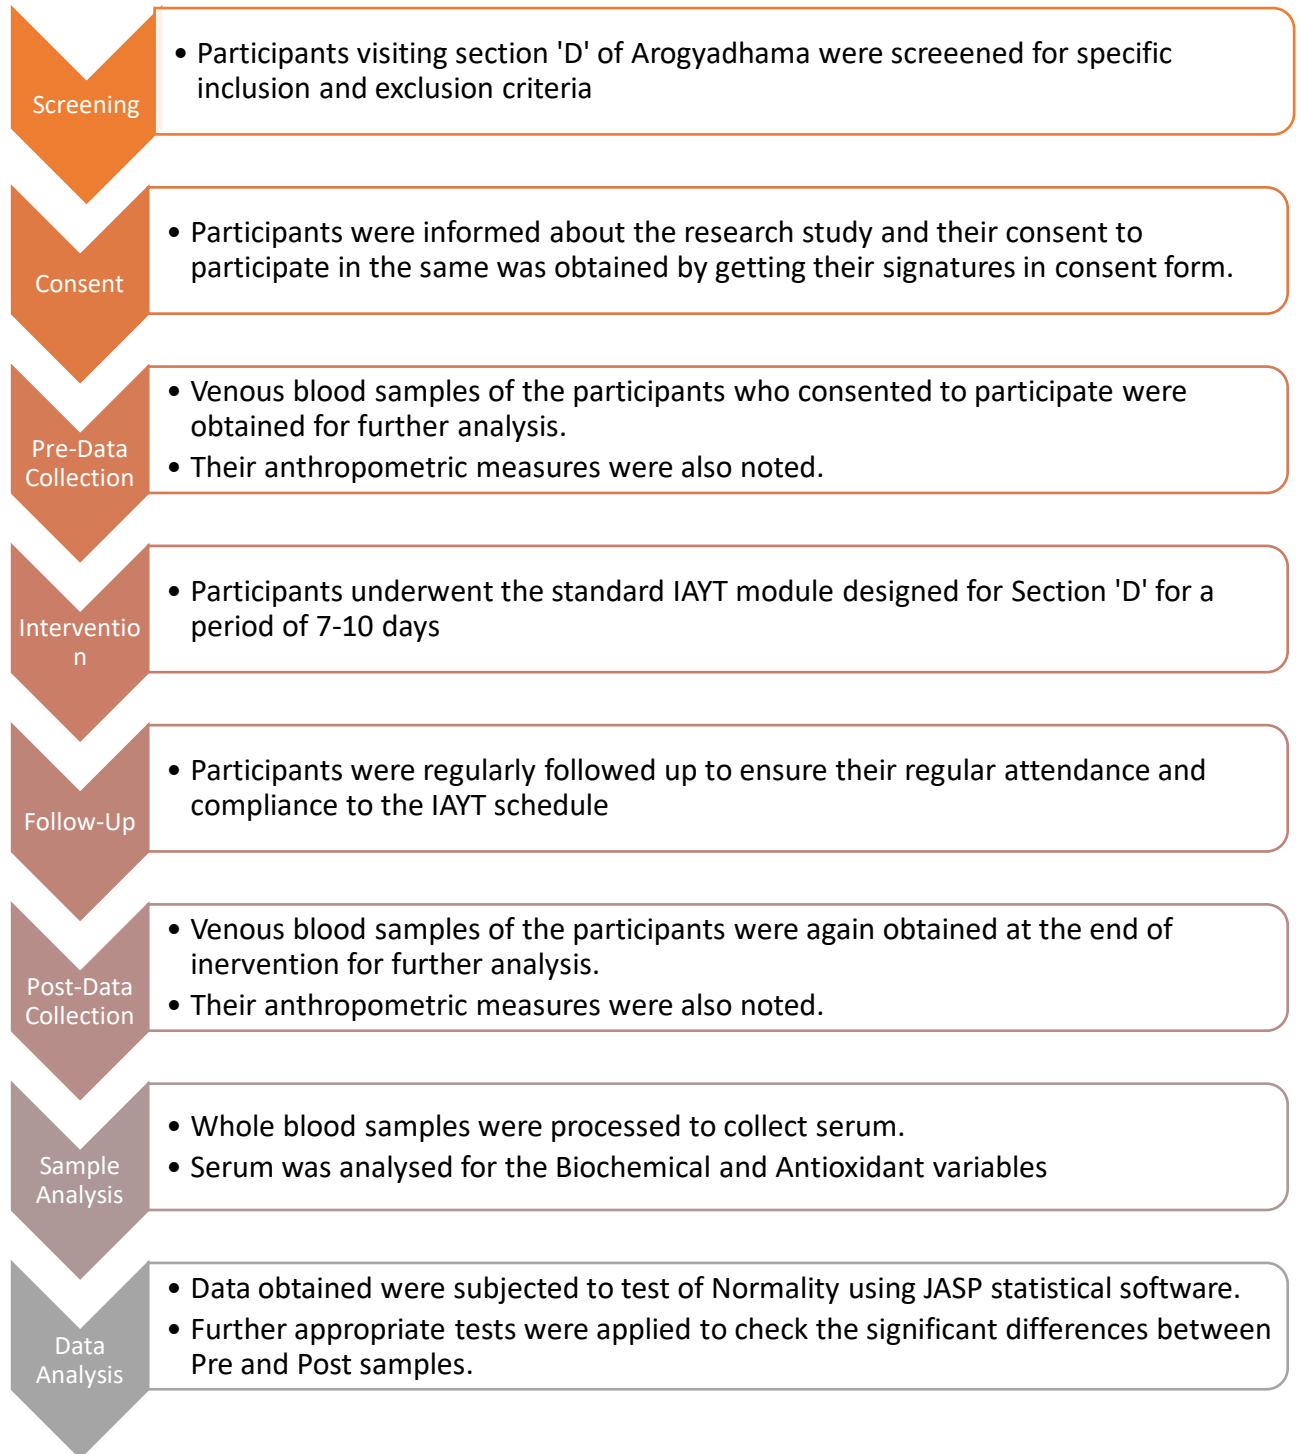 Screening
• Participants visiting section 'D' of Arogyadhama were screeened for specific
inclusion and exclusion criteria
Consent
• Participants were informed about the research study and their consent to
participate in the same was obtained by getting their signatures in consent form.
Pre-Data
Collection
• Venous blood samples of the participants who consented to participate were
obtained for further analysis.
• Their anthropometric measures were also noted.
Interventio
n
• Participants underwent the standard IAYT module designed for Section 'D' for a
period of 7-10 days
Follow-Up
• Participants were regularly followed up to ensure their regular attendance and
compliance to the IAYT schedule
Post-Data
Collection
• Venous blood samples of the participants were again obtained at the end of
inervention for further analysis.
• Their anthropometric measures were also noted.
Sample
Analysis
• Whole blood samples were processed to collect serum.
• Serum was analysed for the Biochemical and Antioxidant variables
Data
Analysis
• Data obtained were subjected to test of Normality using JASP statistical software.
• Further appropriate tests were applied to check the significant differences between
Pre and Post samples.